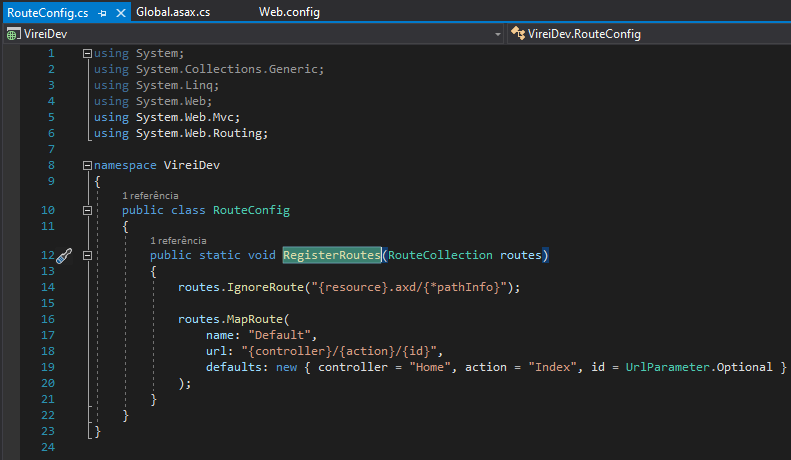 RouteConfig.cs Global.asax.cs Web.config
VireiDev VireiDev.RouteConfig
1 using System;
2 using System.Collections.Generic;
3 using System.Linq;
4 using System.Web;
5 using System.Web.Mvc;
6 using System.Web.Routing;
7
8 namespace VireiDev
9 {
1 referência
10 public class RouteConfig
11 {
1 referência
12 public static void RegisterRoutes(RouteCollection routes)
13 {
14 routes.IgnoreRoute("{resource}.axd/{*pathInfo}");
15
16 routes.MapRoute(
17 name: "Default",
18 url: "{controller}/{action}/{id}",
19 defaults: new { controller = "Home", action = "Index", id = UrlParameter.Optional }
20 );
21 }
22 }
23 }
24